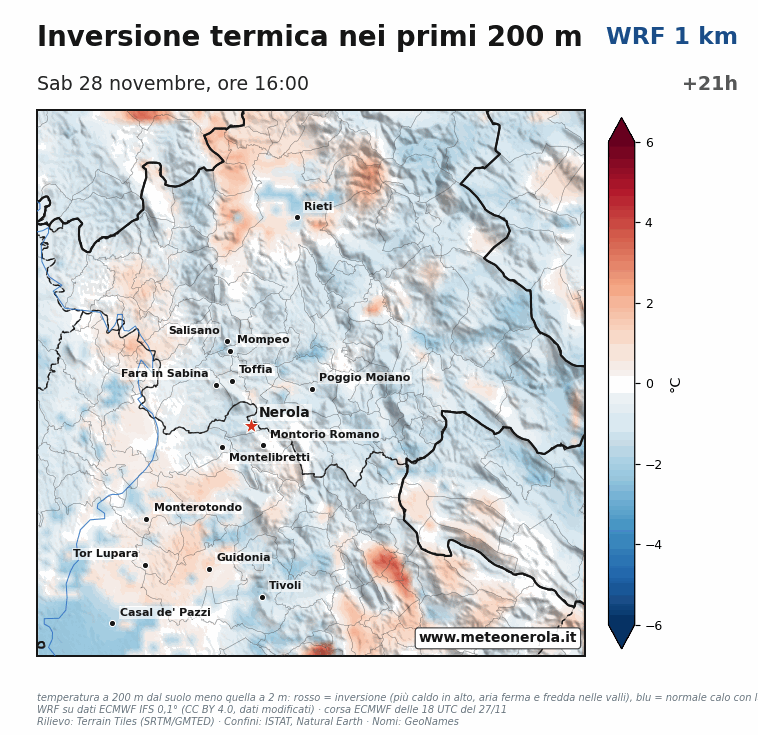 Inversione termica nei primi 200 m WRF 1 km
Sab 28 novembre, ore 16:00 +21h
Rieti
Salisano
Mompeo
Fara in Sabina
Toffia
Poggio Moiano
Nerola
Montorio Romano
Montelibretti
Monterotondo
Tor Lupara
Guidonia
Tivoli
Casal de' Pazzi
www.meteonerola.it
6
4
2
0
−2
−4
−6
°C
temperatura a 200 m dal suolo meno quella a 2 m: rosso = inversione (più caldo in alto, aria ferma e fredda nelle valli), blu = normale calo con l
WRF su dati ECMWF IFS 0,1° (CC BY 4.0, dati modificati) · corsa ECMWF delle 18 UTC del 27/11
Rilievo: Terrain Tiles (SRTM/GMTED) · Confini: ISTAT, Natural Earth · Nomi: GeoNames